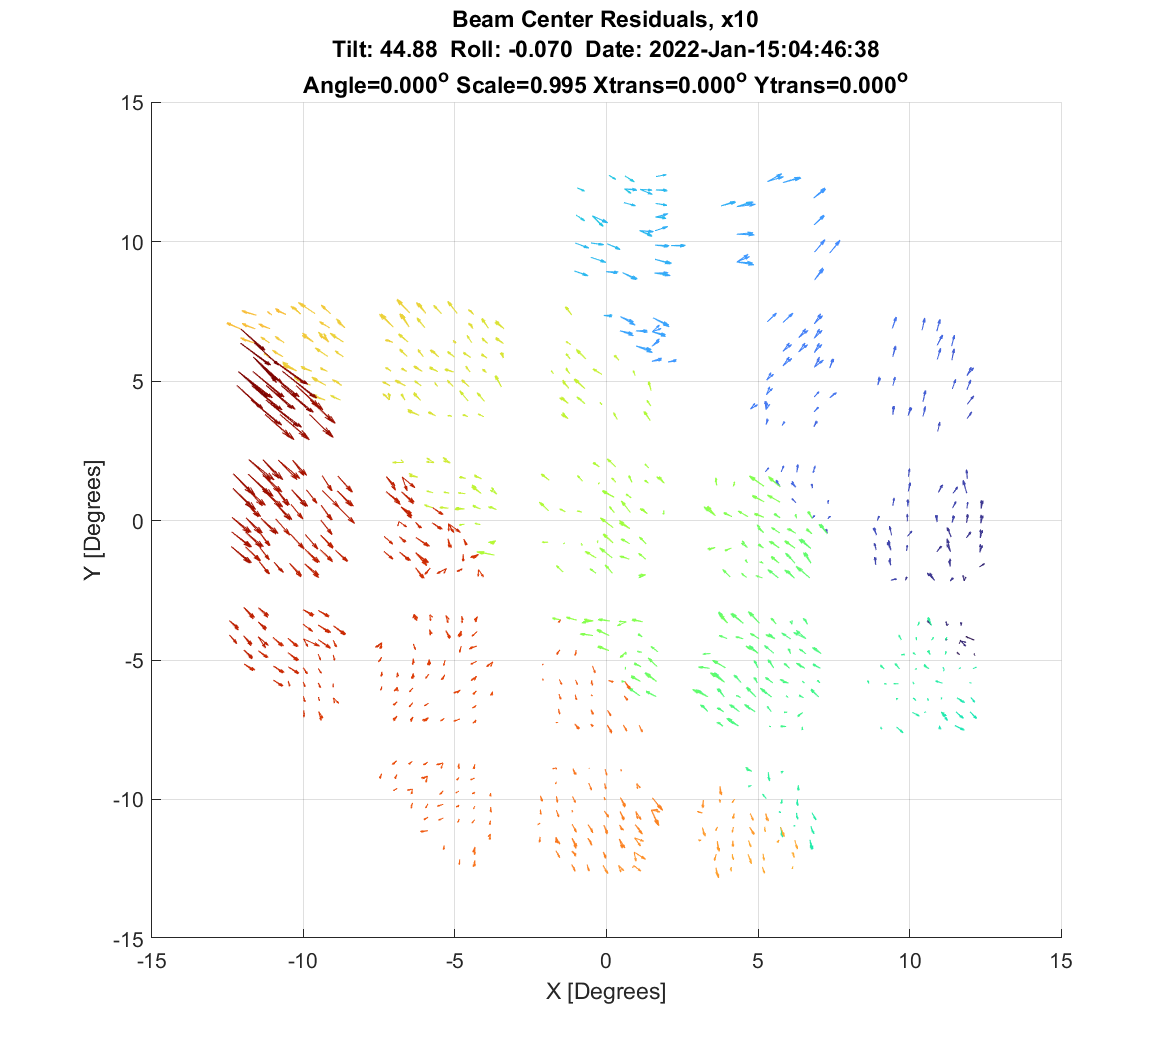 Beam Center Residuals, x10
Tilt: 44.88 Roll: -0.070 Date: 2022-Jan-15:04:46:38
Angle=0.000° Scale=0.995 Xtrans=0.000° Ytrans=0.000°
15
10
5
0
-5
-10
-15
Y [Degrees]
-15 -10 -5 0 5 10 15
X [Degrees]